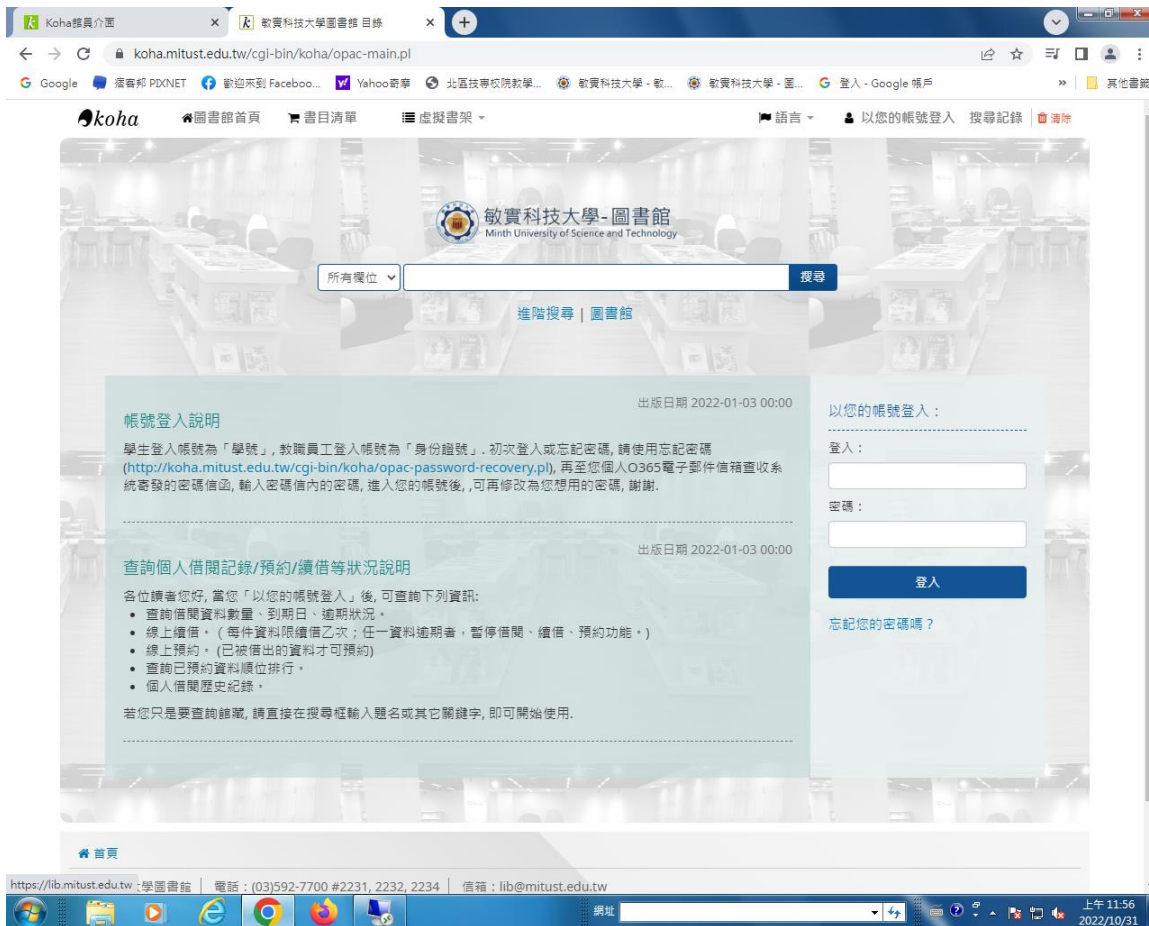 Koha館員介面
敏實科技大學圖書館 目錄
koha.mitust.edu.tw/cgi-bin/koha/opac-main.pl
Google 痞客邦 PIXNET 歡迎來到 Faceboo... Yahoo奇摩 北區技專校院教學... 敏實科技大學 - 敏... 敏實科技大學 - 圖... 登入 - Google 帳戶 » 其他書籤
koha 圖書館首頁 書目清單 虛擬書架 語言 以您的帳號登入 搜尋記錄 清除
敏實科技大學-圖書館
Minth University of Science and Technology
所有欄位 搜尋
進階搜尋 | 圖書館
出版日期 2022-01-03 00:00
帳號登入說明
學生登入帳號為「學號」, 教職員工登入帳號為「身份證號」. 初次登入或忘記密碼, 請使用忘記密碼
(http://koha.mitust.edu.tw/cgi-bin/koha/opac-password-recovery.pl), 再至您個人O365電子郵件信箱查收系
統寄發的密碼信函, 輸入密碼信內的密碼, 進入您的帳號後, ,可再修改為您想用的密碼, 謝謝.
出版日期 2022-01-03 00:00
查詢個人借閱記錄/預約/續借等狀況說明
各位讀者您好, 當您「以您的帳號登入」後, 可查詢下列資訊:
• 查詢借閱資料數量、到期日、逾期狀況。
• 線上續借。 ( 每件資料限續借乙次；任一資料逾期者，暫停借閱、續借、預約功能。)
• 線上預約。 (已被借出的資料才可預約)
• 查詢已預約資料順位排行。
• 個人借閱歷史紀錄。
若您只是要查詢館藏, 請直接在搜尋框輸入題名或其它關鍵字, 即可開始使用.
以您的帳號登入：
登入：
密碼：
登入
忘記您的密碼嗎？
首頁
https://lib.mitust.edu.tw 學圖書館 │ 電話：(03)592-7700 #2231, 2232, 2234 │ 信箱：lib@mitust.edu.tw
網址
上午 11:56
2022/10/31